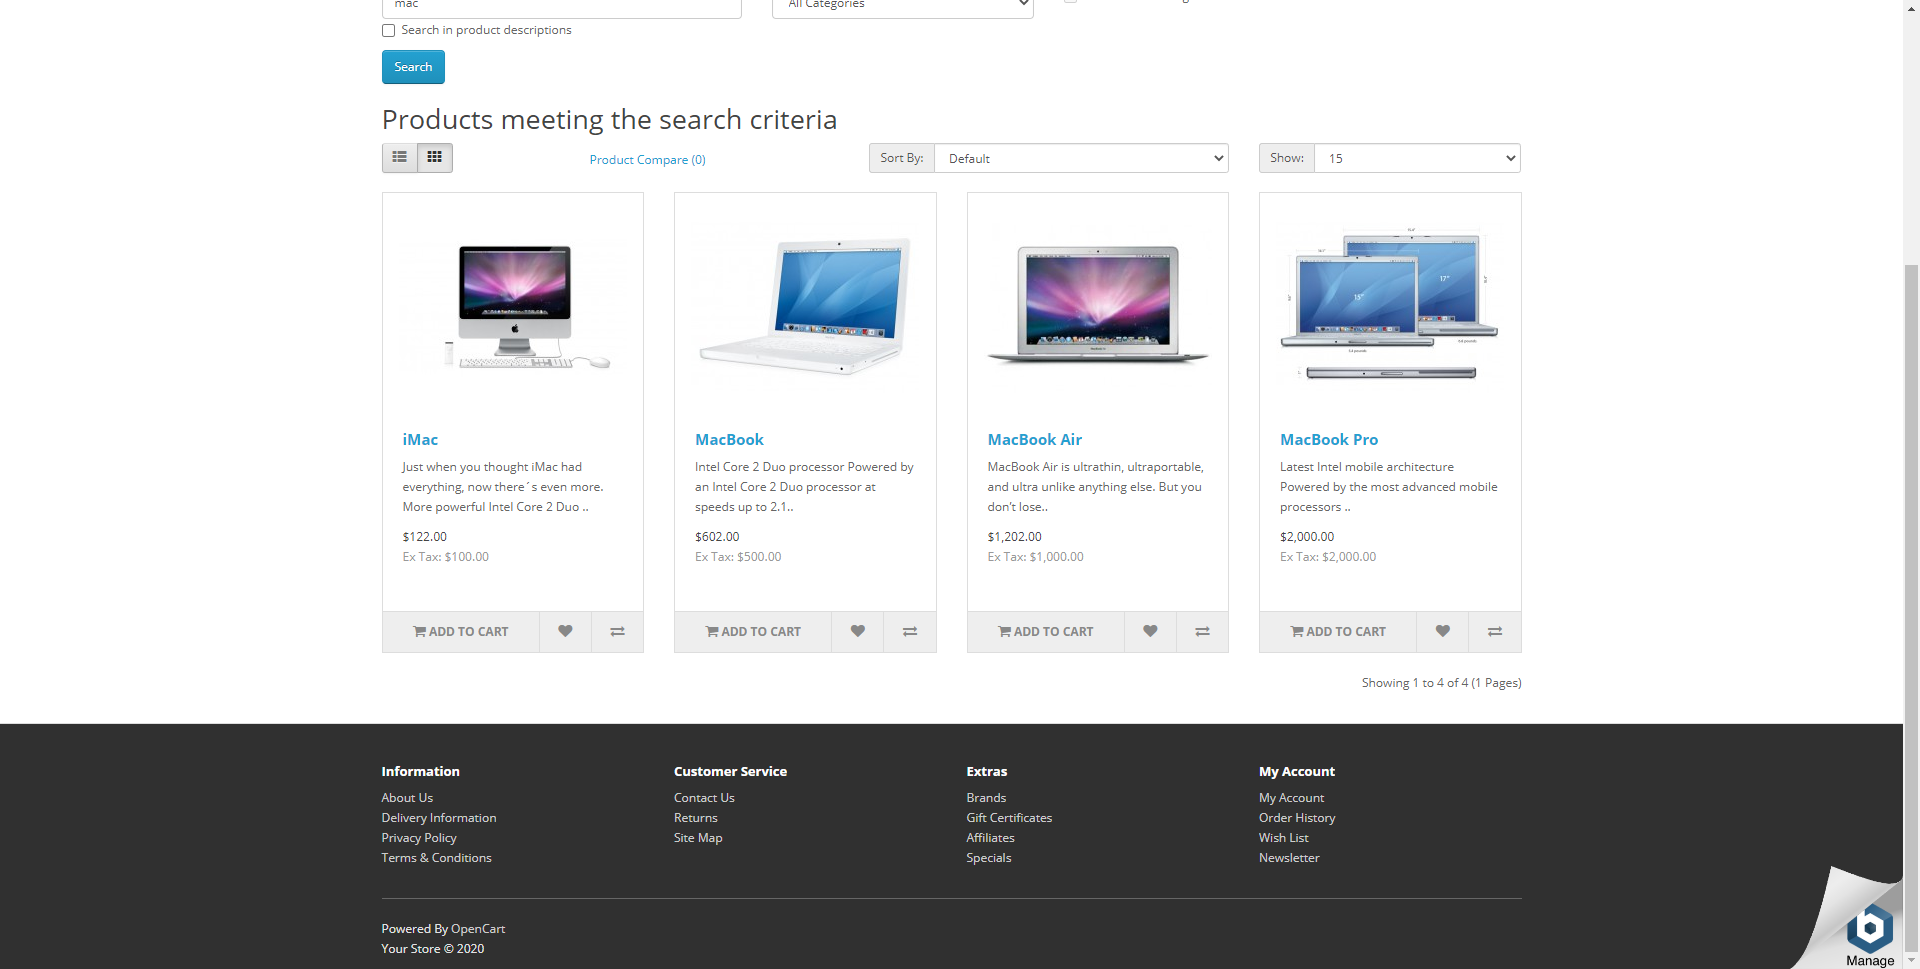 mac
All Categories
Search in product descriptions
Search
Products meeting the search criteria
Product Compare (0)
Sort By:
Default
Show:
15
iMac
Just when you thought iMac had
everything, now there´s even more.
More powerful Intel Core 2 Duo ..
$122.00
Ex Tax: $100.00
ADD TO CART
MacBook
Intel Core 2 Duo processor Powered by
an Intel Core 2 Duo processor at
speeds up to 2.1..
$602.00
Ex Tax: $500.00
ADD TO CART
MacBook Air
MacBook Air is ultrathin, ultraportable,
and ultra unlike anything else. But you
don't lose..
$1,202.00
Ex Tax: $1,000.00
ADD TO CART
15"
17"
MacBook Pro
Latest Intel mobile architecture
Powered by the most advanced mobile
processors ..
$2,000.00
Ex Tax: $2,000.00
ADD TO CART
Showing 1 to 4 of 4 (1 Pages)
Information
About Us
Delivery Information
Privacy Policy
Terms & Conditions
Customer Service
Contact Us
Returns
Site Map
Extras
Brands
Gift Certificates
Affiliates
Specials
My Account
My Account
Order History
Wish List
Newsletter
Powered By OpenCart
Your Store © 2020
b
Manage